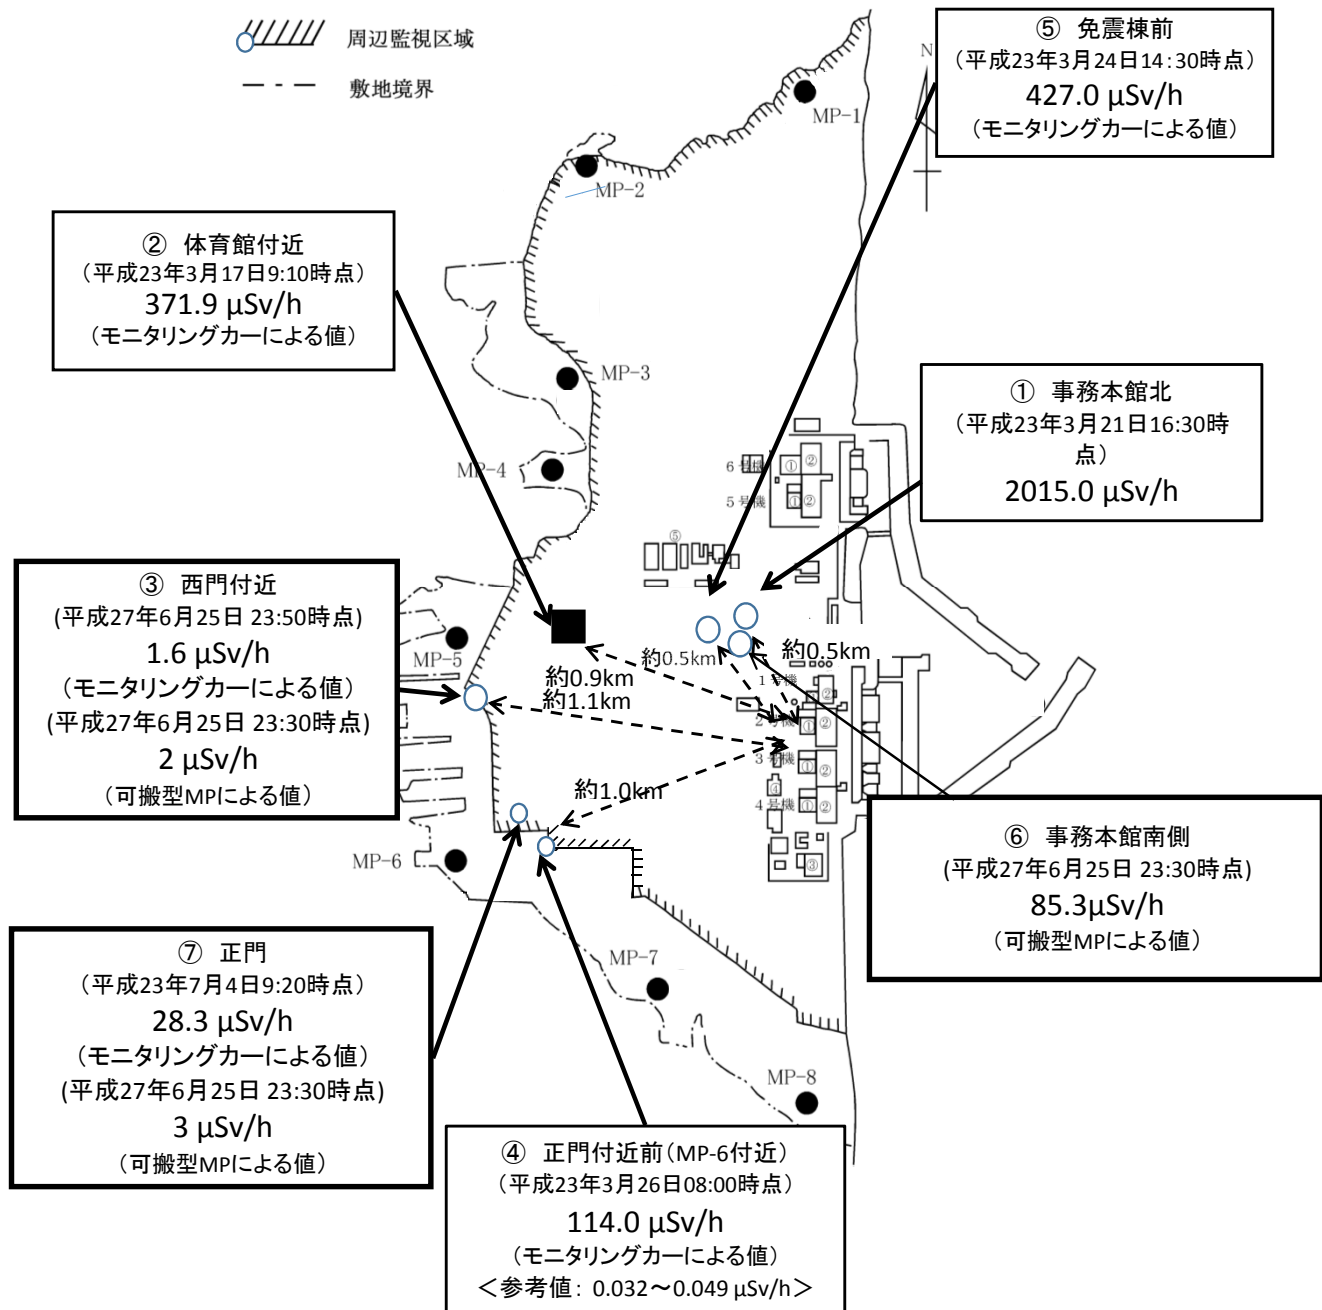 周辺監視区域
敷地境界
⑤ 免震棟前
(平成23年3月24日14:30時点)
427.0 μSv/h
(モニタリングカーによる値)
N
MP-1
MP-2
② 体育館付近
(平成23年3月17日9:10時点)
371.9 μSv/h
(モニタリングカーによる値)
MP-3
① 事務本館北
(平成23年3月21日16:30時
点)
2015.0 μSv/h
MP-4
6号機
① ②
5号機
① ②
⑤
③ 西門付近
(平成27年6月25日 23:50時点)
1.6 μSv/h
(モニタリングカーによる値)
(平成27年6月25日 23:30時点)
2 μSv/h
(可搬型MPによる値)
MP-5
約0.5km
約0.5km
約0.9km
約1.1km
1号機
① ②
2号機
① ②
3号機
① ②
④
4号機
① ②
約1.0km
③
MP-6
⑥ 事務本館南側
(平成27年6月25日 23:30時点)
85.3μSv/h
(可搬型MPによる値)
⑦ 正門
(平成23年7月4日9:20時点)
28.3 μSv/h
(モニタリングカーによる値)
(平成27年6月25日 23:30時点)
3 μSv/h
(可搬型MPによる値)
MP-7
MP-8
④ 正門付近前(MP-6付近)
(平成23年3月26日08:00時点)
114.0 μSv/h
(モニタリングカーによる値)
<参考値: 0.032～0.049 μSv/h>